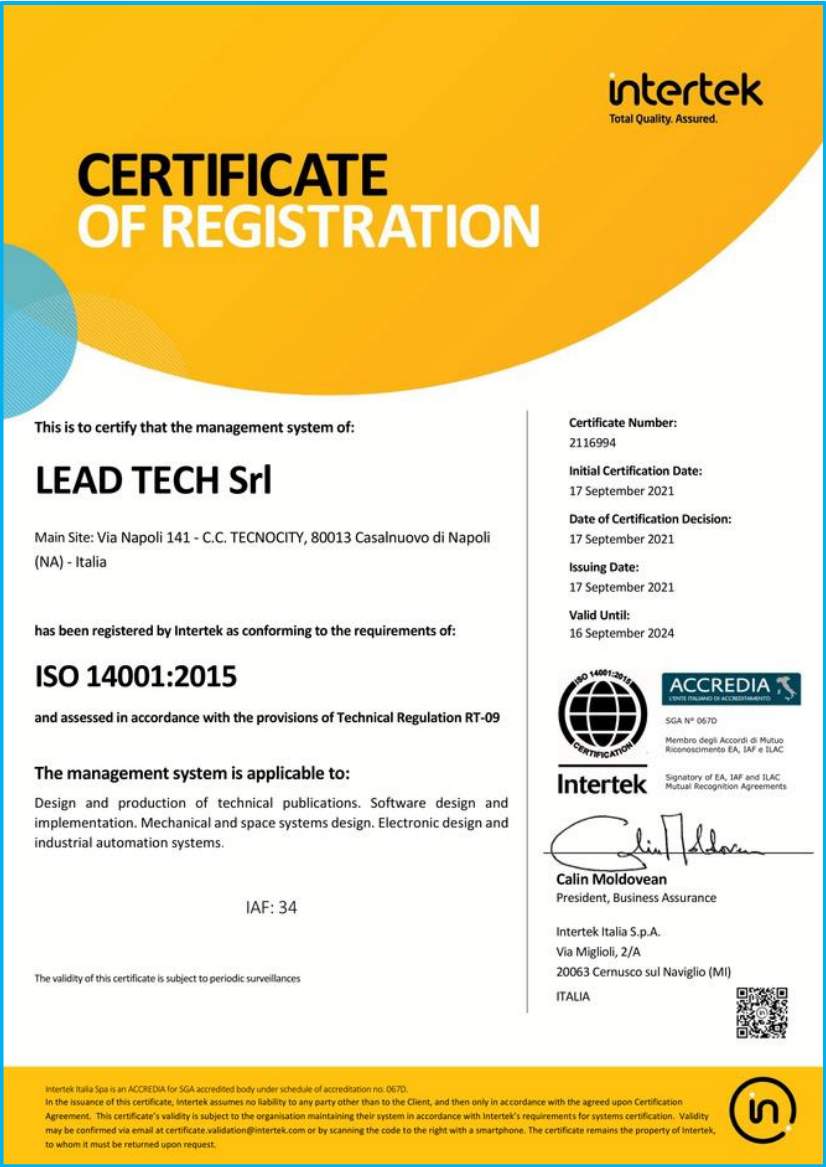 intertek
Total Quality. Assured.
CERTIFICATE
OF REGISTRATION
This is to certify that the management system of:
LEAD TECH Srl
Main Site: Via Napoli 141 - C.C. TECNOCITY, 80013 Casalnuovo di Napoli
(NA) - Italia
has been registered by Intertek as conforming to the requirements of:
ISO 14001:2015
and assessed in accordance with the provisions of Technical Regulation RT-09
The management system is applicable to:
Design and production of technical publications. Software design and
implementation. Mechanical and space systems design. Electronic design and
industrial automation systems.
IAF: 34
The validity of this certificate is subject to periodic surveillances
Certificate Number:
2116994
Initial Certification Date:
17 September 2021
Date of Certification Decision:
17 September 2021
Issuing Date:
17 September 2021
Valid Until:
16 September 2024
ISO 14001:2015
CERTIFICATION
Intertek
ACCREDIA
L'ENTE ITALIANO DI ACCREDITAMENTO
SGA N° 067D
Membro degli Accordi di Mutuo
Riconoscimento EA, IAF e ILAC
Signatory of EA, IAF and ILAC
Mutual Recognition Agreements
Calin Moldovean
Calin Moldovean
President, Business Assurance
Intertek Italia S.p.A.
Via Miglioli, 2/A
20063 Cernusco sul Naviglio (MI)
ITALIA
in
Intertek Italia Spa is an ACCREDIA for SGA accredited body under schedule of accreditation no. 067D.
In the issuance of this certificate, Intertek assumes no liability to any party other than to the Client, and then only in accordance with the agreed upon Certification
Agreement. This certificate's validity is subject to the organisation maintaining their system in accordance with Intertek's requirements for systems certification. Validity
may be confirmed via email at certificate.validation@intertek.com or by scanning the code to the right with a smartphone. The certificate remains the property of Intertek,
to whom it must be returned upon request.
in